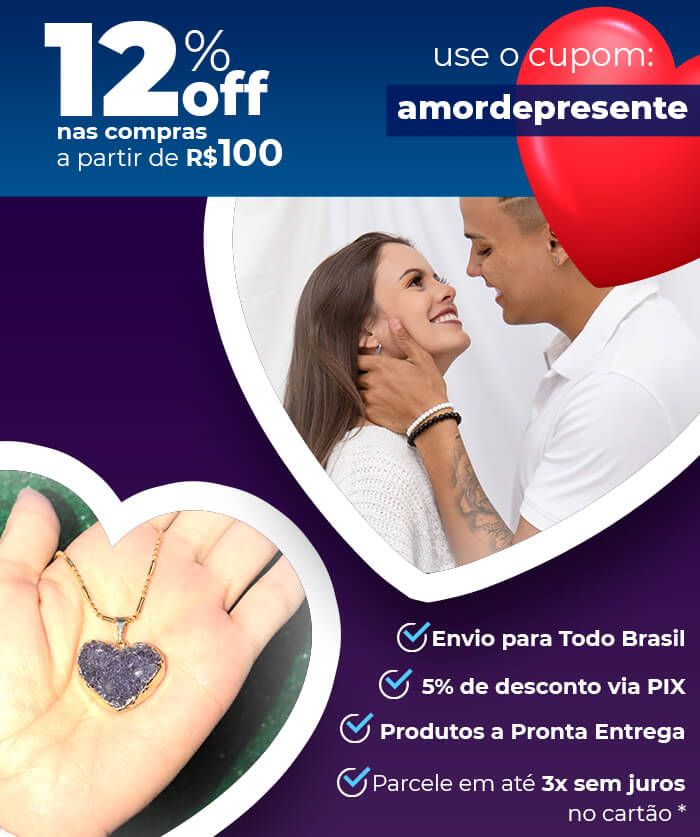 12% off
nas compras
a partir de R$100
use o cupom:
amordepresente
Envio para Todo Brasil
5% de desconto via PIX
Produtos a Pronta Entrega
Parcele em até 3x sem juros
no cartão *